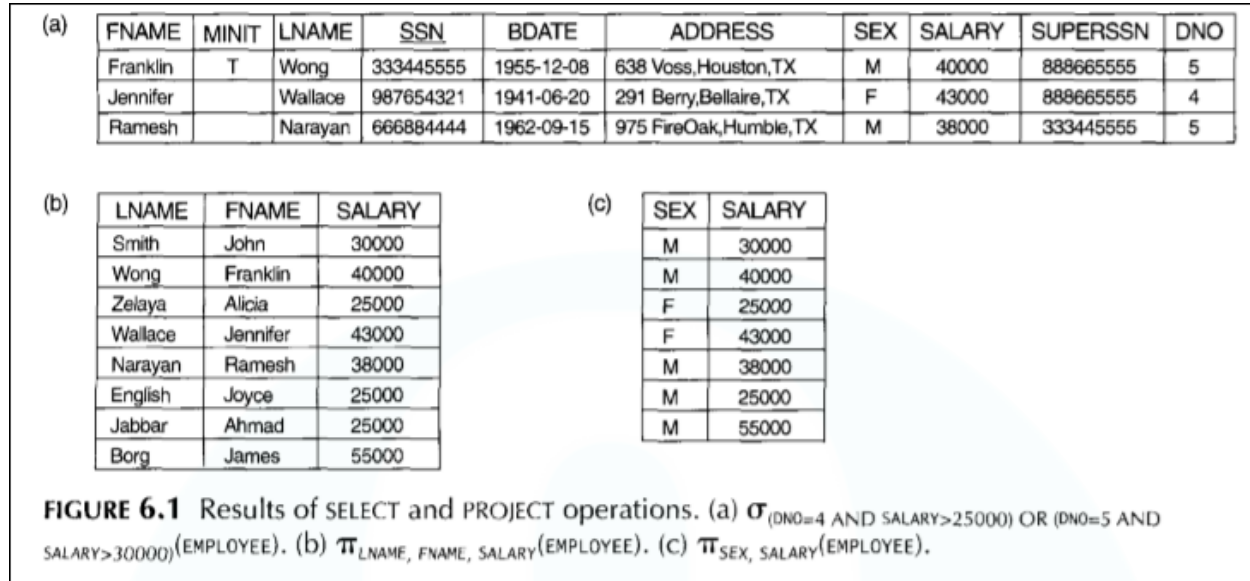 (a)
FNAME MINIT LNAME SSN BDATE ADDRESS SEX SALARY SUPERSSN DNO
Franklin T Wong 333445555 1955-12-08 638 Voss,Houston,TX M 40000 888665555 5
Jennifer Wallace 987654321 1941-06-20 291 Berry,Bellaire,TX F 43000 888665555 4
Ramesh Narayan 666884444 1962-09-15 975 FireOak,Humble,TX M 38000 333445555 5
(b)
LNAME FNAME SALARY
Smith John 30000
Wong Franklin 40000
Zelaya Alicia 25000
Wallace Jennifer 43000
Narayan Ramesh 38000
English Joyce 25000
Jabbar Ahmad 25000
Borg James 55000
(c)
SEX SALARY
M 30000
M 40000
F 25000
F 43000
M 38000
M 25000
M 55000
FIGURE 6.1 Results of SELECT and PROJECT operations. (a) σ(DNO=4 AND SALARY>25000) OR (DNO=5 AND
SALARY>30000)(EMPLOYEE). (b) πLNAME, FNAME, SALARY(EMPLOYEE). (c) πSEX, SALARY(EMPLOYEE).